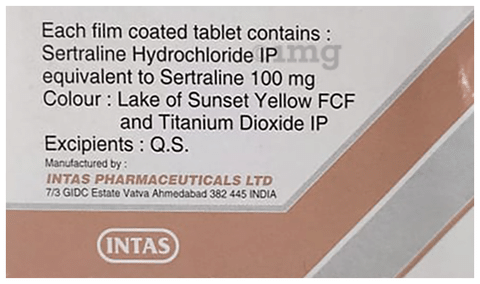 Each film coated tablet contains :
Sertraline Hydrochloride IP
equivalent to Sertraline 100 mg
Colour : Lake of Sunset Yellow FCF
and Titanium Dioxide IP
Excipients : Q.S.
Manufactured by :
INTAS PHARMACEUTICALS LTD
7/3 GIDC Estate Vatva Ahmedabad 382 445 INDIA
INTAS